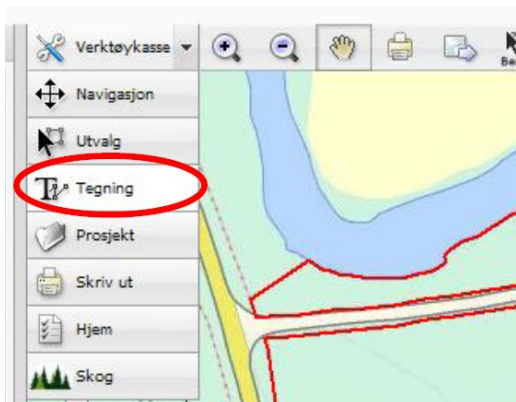 Verktøykasse
Navigasjon
Utvalg
Tegning
Prosjekt
Skriv ut
Hjem
Skog